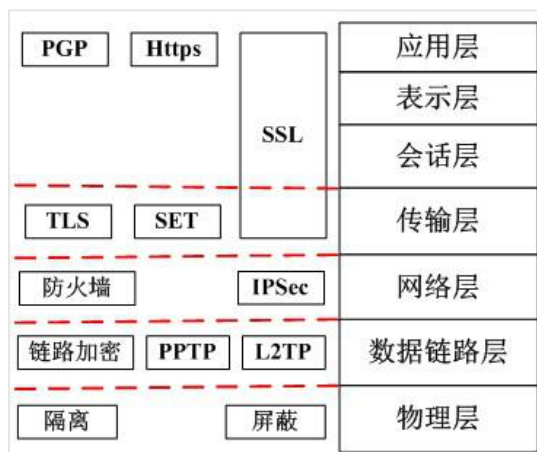 PGP Https 应用层
表示层
SSL
会话层
TLS SET 传输层
防火墙 IPSec 网络层
链路加密 PPTP L2TP 数据链路层
隔离 屏蔽 物理层